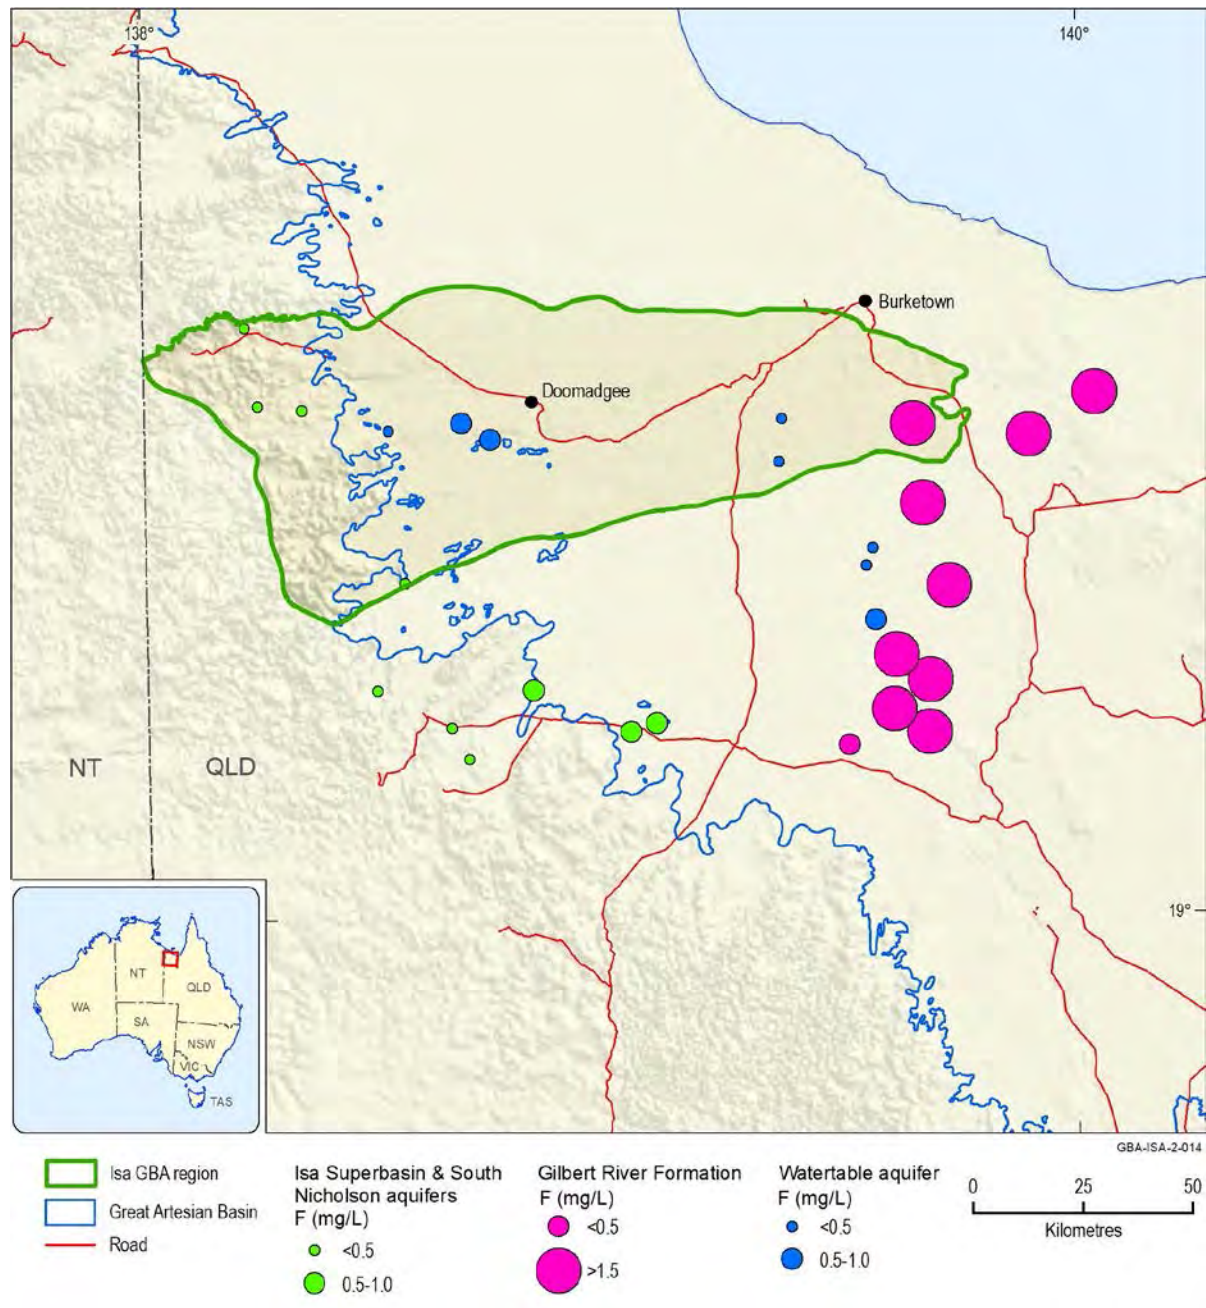 138°
140°
Burketown
Doomadgee
NT
QLD
19°
NT
QLD
WA
SA
NSW
VIC
TAS
GBA-ISA-2-014
Isa GBA region
Great Artesian Basin
Road
Isa Superbasin & South
Nicholson aquifers
F (mg/L)
<0.5
0.5-1.0
Gilbert River Formation
F (mg/L)
<0.5
>1.5
Watertable aquifer
F (mg/L)
<0.5
0.5-1.0
0 25 50
Kilometres